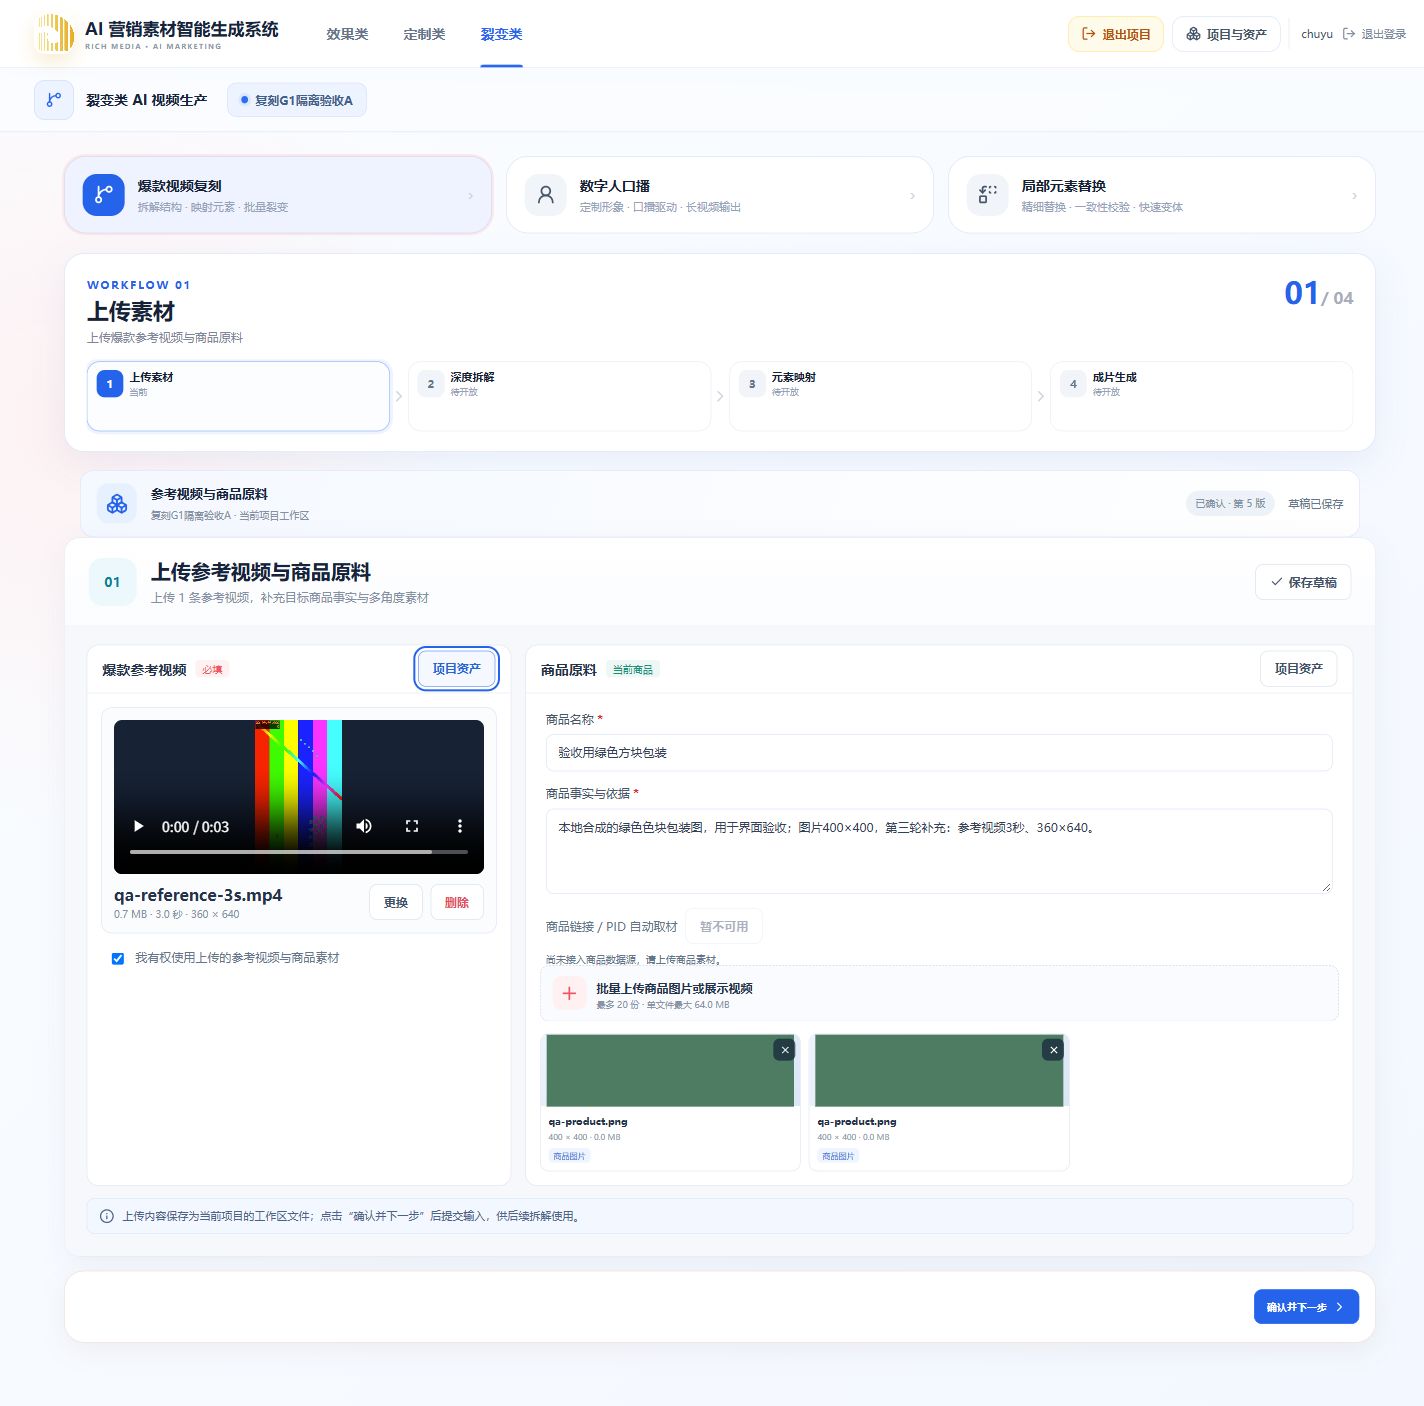 AI 营销素材智能生成系统
RICH MEDIA • AI MARKETING
效果类
定制类
裂变类
退出项目
项目与资产
chuyu
退出登录
裂变类 AI 视频生产
复刻G1隔离验收A
爆款视频复刻
拆解结构 · 映射元素 · 批量裂变
数字人口播
定制形象 · 口播驱动 · 长视频输出
局部元素替换
精细替换 · 一致性校验 · 快速变体
WORKFLOW 01
上传素材
上传爆款参考视频与商品原料
01 / 04
1
上传素材
当前
2
深度拆解
待开放
3
元素映射
待开放
4
成片生成
待开放
参考视频与商品原料
复刻G1隔离验收A · 当前项目工作区
已确认 · 第 5 版
草稿已保存
01
上传参考视频与商品原料
上传 1 条参考视频，补充目标商品事实与多角度素材
保存草稿
爆款参考视频
必填
项目资产
0:00 / 0:03
qa-reference-3s.mp4
0.7 MB · 3.0 秒 · 360 × 640
更换
删除
我有权使用上传的参考视频与商品素材
商品原料
当前商品
项目资产
商品名称 *
验收用绿色方块包装
商品事实与依据 *
本地合成的绿色色块包装图，用于界面验收；图片400×400，第三轮补充：参考视频3秒、360×640。
商品链接 / PID 自动取材
暂不可用
尚未接入商品数据源，请上传商品素材。
批量上传商品图片或展示视频
最多 20 份 · 单文件最大 64.0 MB
qa-product.png
400 × 400 · 0.0 MB
商品图片
qa-product.png
400 × 400 · 0.0 MB
商品图片
上传内容保存为当前项目的工作区文件；点击“确认并下一步”后提交输入，供后续拆解使用。
确认并下一步